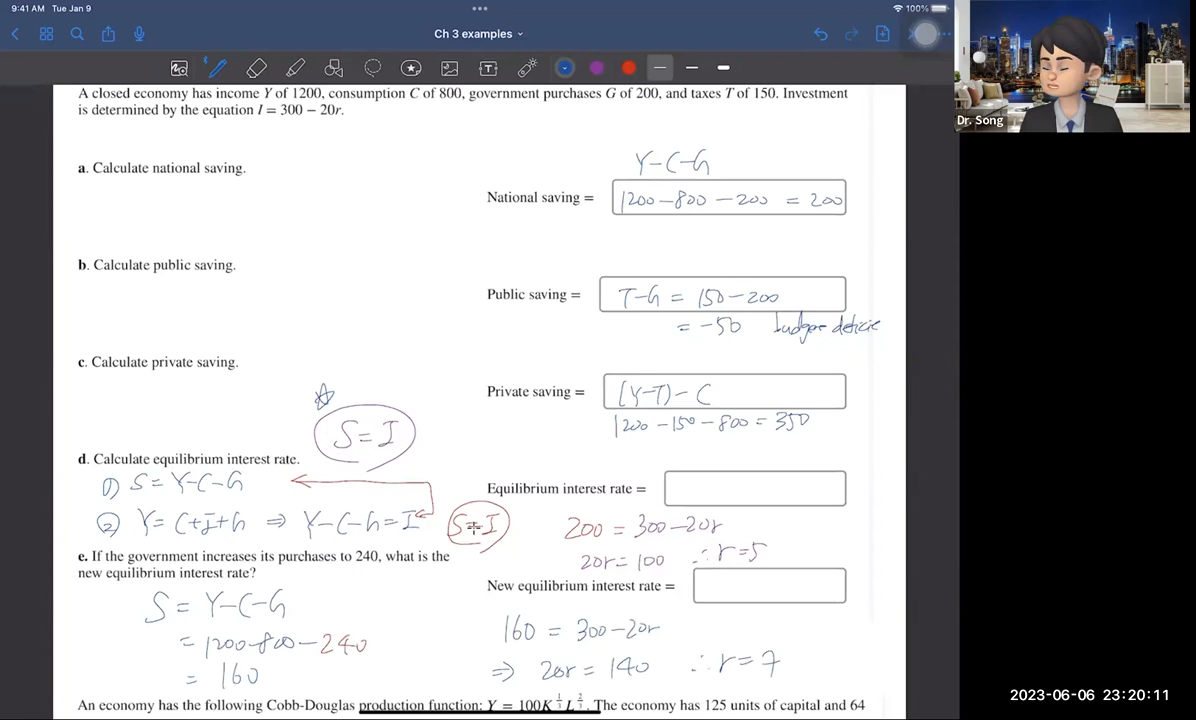 9:41 AM Tue Jan 9
100%
Ch 3 examples
Dr. Song
A closed economy has income Y of 1200, consumption C of 800, government purchases G of 200, and taxes T of 150. Investment
is determined by the equation I = 300 – 20r.
Y-C-G
a. Calculate national saving.
National saving = 1200-800-200 = 200
b. Calculate public saving.
Public saving = T-G = 150-200
= -50 budget deficit
c. Calculate private saving.
Private saving = (Y-T)-C
1200-150-800=350
S=I
d. Calculate equilibrium interest rate.
① S=Y-C-G
Equilibrium interest rate =
② Y=C+I+G ⇒ Y-C-G=I S=I
200=300-20r
20r=100 ∴r=5
e. If the government increases its purchases to 240, what is the
new equilibrium interest rate?
New equilibrium interest rate =
S=Y-C-G
=1200-800-240
=160
160=300-20r
⇒ 20r=140 ∴r=7
An economy has the following Cobb-Douglas production function: Y = 100K^1/3 L^2/3. The economy has 125 units of capital and 64
2023-06-06 23:20:11